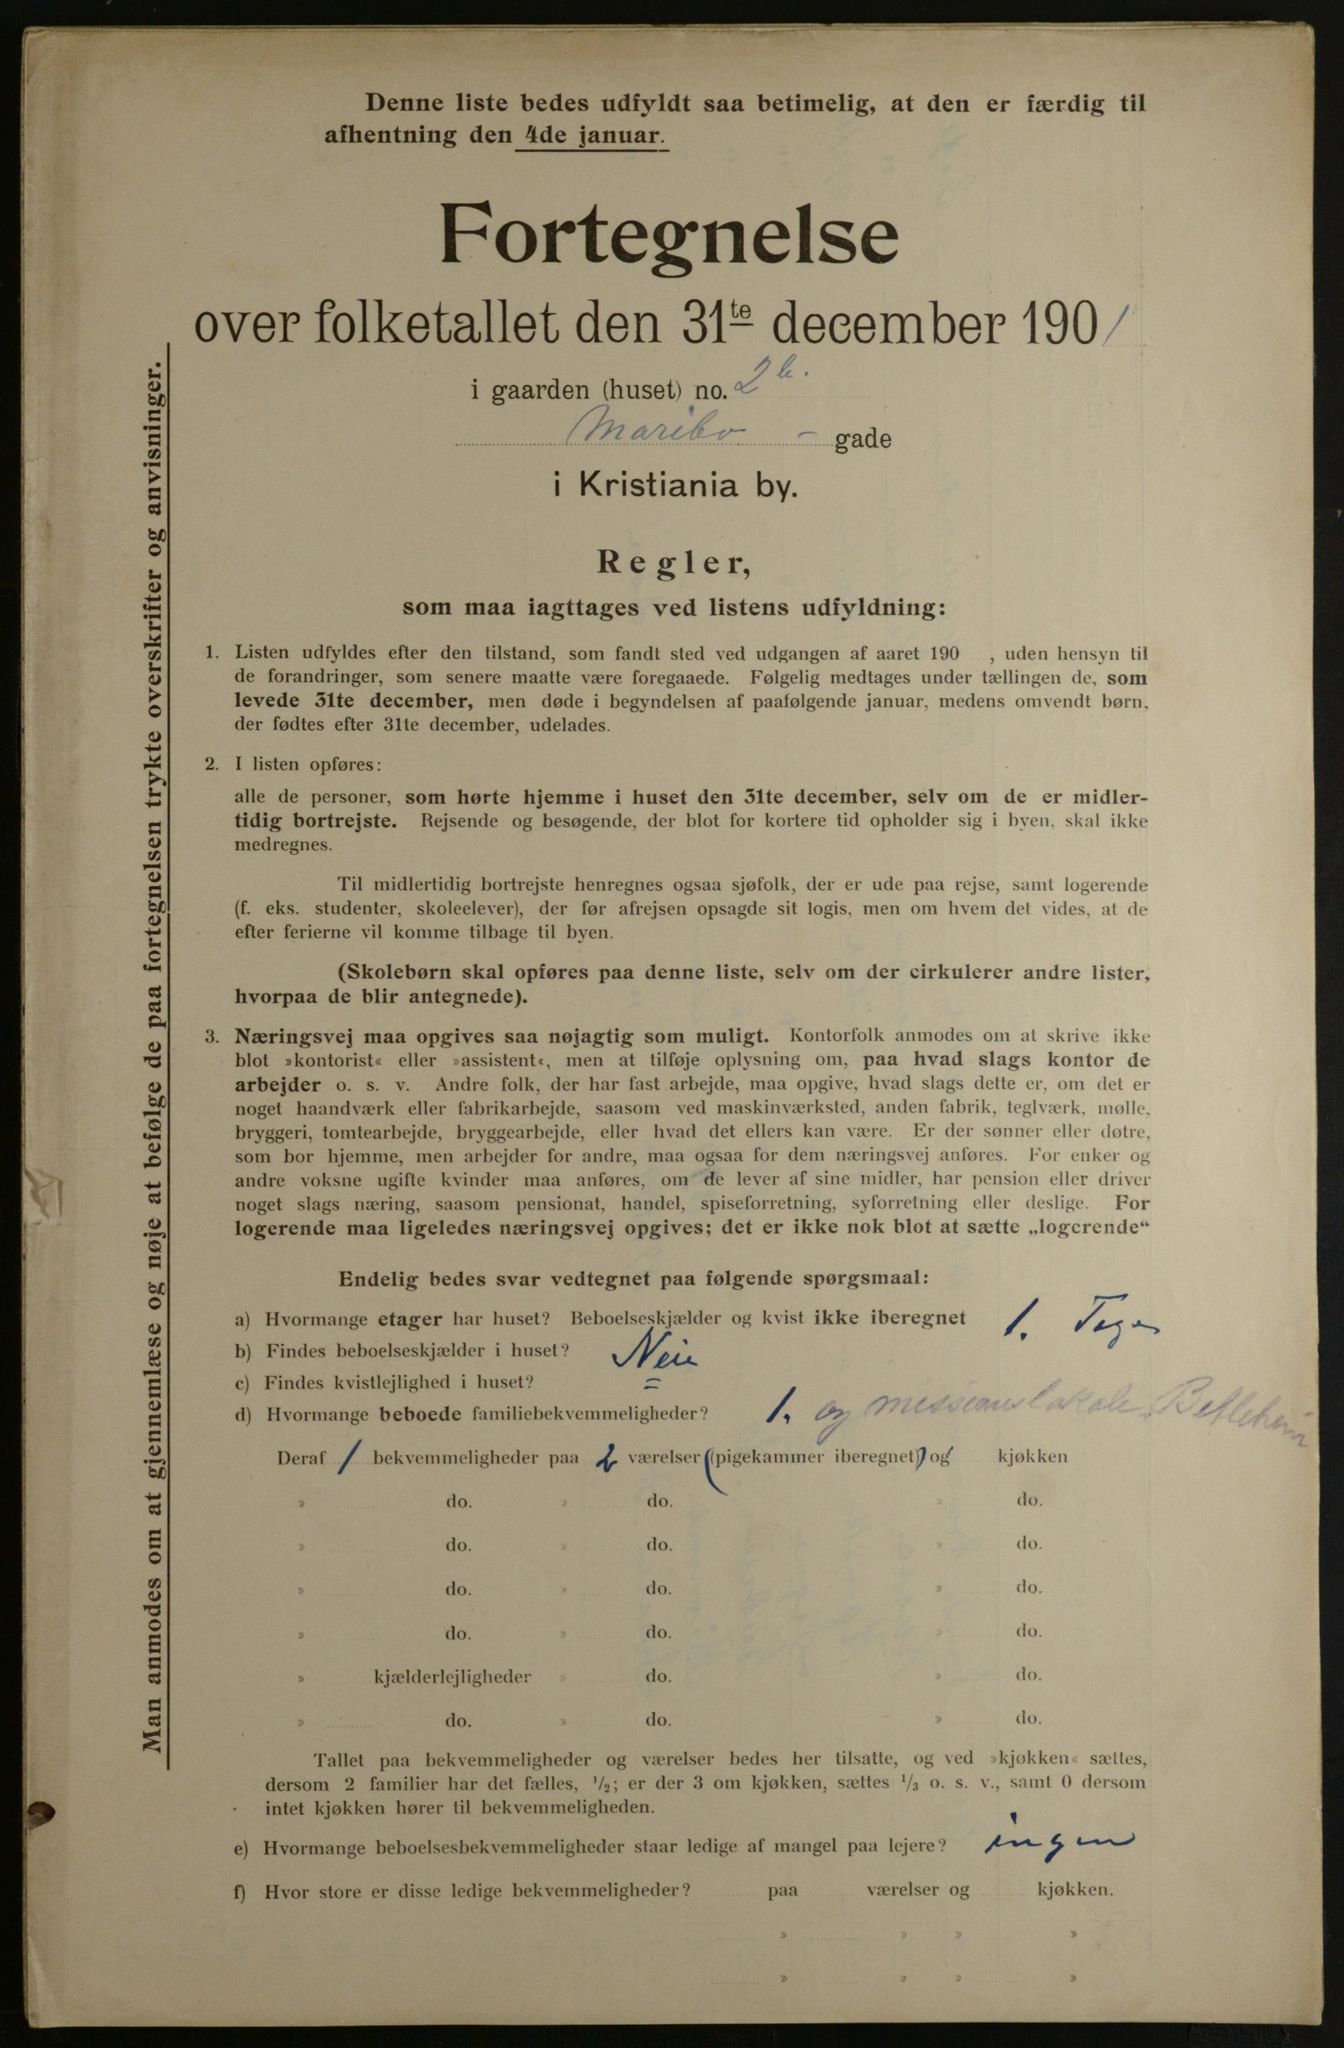 Denne liste bedes udfyldt saa betimelig, at den er færdig til
afhentning den 4de januar.
Fortegnelse
over folketallet den 31te december 1901
i gaarden (huset) no. 2b.
Maribo - gade
i Kristiania by.
Regler,
som maa iagttages ved listens udfyldning:
1. Listen udfyldes efter den tilstand, som fandt sted ved udgangen af aaret 190 , uden hensyn til
de forandringer, som senere maatte være foregaaede. Følgelig medtages under tællingen de, som
levede 31te december, men døde i begyndelsen af paafølgende januar, medens omvendt børn,
der fødtes efter 31te december, udelades.
2. I listen opføres:
alle de personer, som hørte hjemme i huset den 31te december, selv om de er midler-
tidig bortrejste. Rejsende og besøgende, der blot for kortere tid opholder sig i byen, skal ikke
medregnes.
Til midlertidig bortrejste henregnes ogsaa sjøfolk, der er ude paa rejse, samt logerende
(f. eks. studenter, skoleelever), der før afrejsen opsagde sit logis, men om hvem det vides, at de
efter ferierne vil komme tilbage til byen.
(Skolebørn skal opføres paa denne liste, selv om der cirkulerer andre lister,
hvorpaa de blir antegnede).
3. Næringsvej maa opgives saa nøjagtig som muligt. Kontorfolk anmodes om at skrive ikke
blot »kontorist« eller »assistent«, men at tilføje oplysning om, paa hvad slags kontor de
arbejder o. s. v. Andre folk, der har fast arbejde, maa opgive, hvad slags dette er, om det er
noget haandværk eller fabrikarbejde, saasom ved maskinværksted, anden fabrik, teglværk, mølle,
bryggeri, tomtearbejde, bryggearbejde, eller hvad det ellers kan være. Er der sønner eller døtre,
som bor hjemme, men arbejder for andre, maa ogsaa for dem næringsvej anføres. For enker og
andre voksne ugifte kvinder maa anføres, om de lever af sine midler, har pension eller driver
noget slags næring, saasom pensionat, handel, spiseforretning, syforretning eller deslige. For
logerende maa ligeledes næringsvej opgives; det er ikke nok blot at sætte „logerende“
Endelig bedes svar vedtegnet paa følgende spørgsmaal:
a) Hvormange etager har huset? Beboelseskjælder og kvist ikke iberegnet 1.
b) Findes beboelseskjælder i huset? Nei
c) Findes kvistlejlighed i huset? =
d) Hvormange beboede familiebekvemmeligheder? 1. og missionslokale Betlehem
Deraf 1 bekvemmeligheder paa 2 værelser (pigekammer iberegnet) og kjøkken
» do. » do. » do.
» do. » do. » do.
» do. » do. » do.
» do. » do. » do.
» kjælderlejligheder » do. » do.
» do. » do. » do.
Tallet paa bekvemmeligheder og værelser bedes her tilsatte, og ved »kjøkken« sættes,
dersom 2 familier har det fælles, 1/2; er der 3 om kjøkken, sættes 1/3 o. s. v., samt 0 dersom
intet kjøkken hører til bekvemmeligheden.
e) Hvormange beboelsesbekvemmeligheder staar ledige af mangel paa lejere? ingen
f) Hvor store er disse ledige bekvemmeligheder? paa værelser og kjøkken.
» » » »
» » » »
Man anmodes om at gjennemlæse og nøje at befølge de paa fortegnelsen trykte overskrifter og anvisninger.